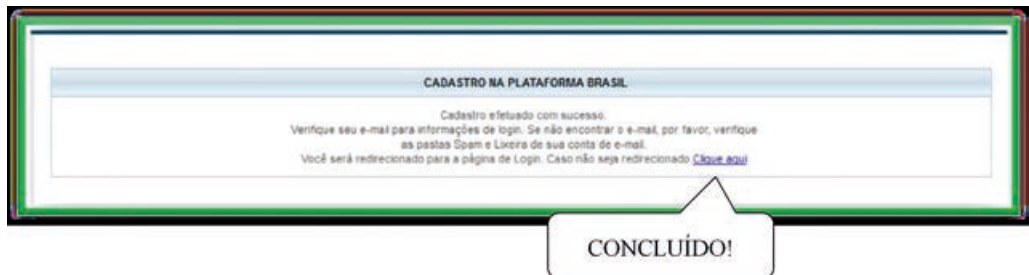 CADASTRO NA PLATAFORMA BRASIL
Cadastro efetuado com sucesso.
Verifique seu e-mail para informações de login. Se não encontrar o e-mail, por favor, verifique
as pastas Spam e Lixeira de sua conta de e-mail.
Você será redirecionado para a página de Login. Caso não seja redirecionado Clique aqui
CONCLUÍDO!